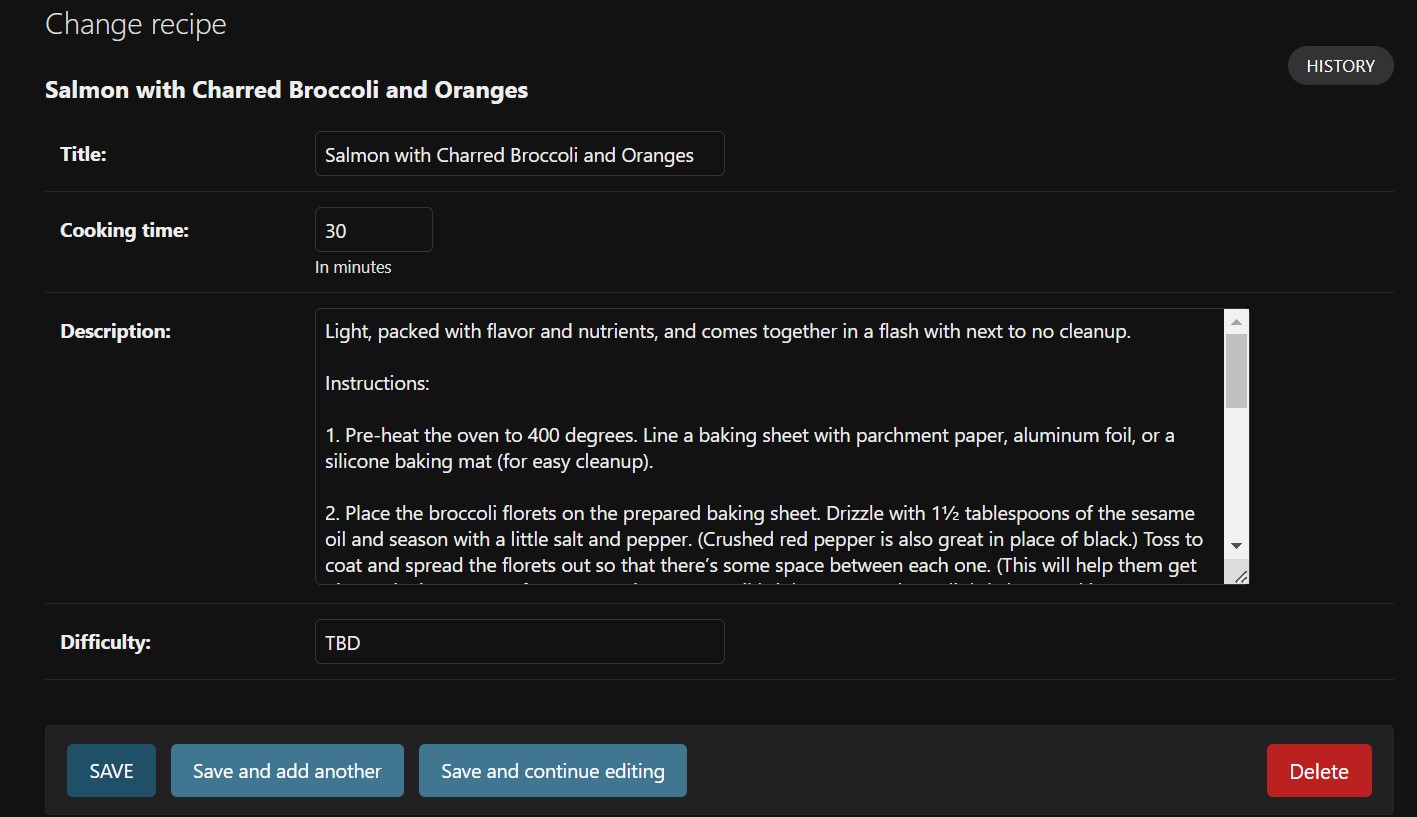 Change recipe
HISTORY
Salmon with Charred Broccoli and Oranges
Title:
Salmon with Charred Broccoli and Oranges
Cooking time:
30
In minutes
Description:
Light, packed with flavor and nutrients, and comes together in a flash with next to no cleanup.
Instructions:
1. Pre-heat the oven to 400 degrees. Line a baking sheet with parchment paper, aluminum foil, or a
silicone baking mat (for easy cleanup).
2. Place the broccoli florets on the prepared baking sheet. Drizzle with 1½ tablespoons of the sesame
oil and season with a little salt and pepper. (Crushed red pepper is also great in place of black.) Toss to
coat and spread the florets out so that there’s some space between each one. (This will help them get
Difficulty:
TBD
SAVE
Save and add another
Save and continue editing
Delete